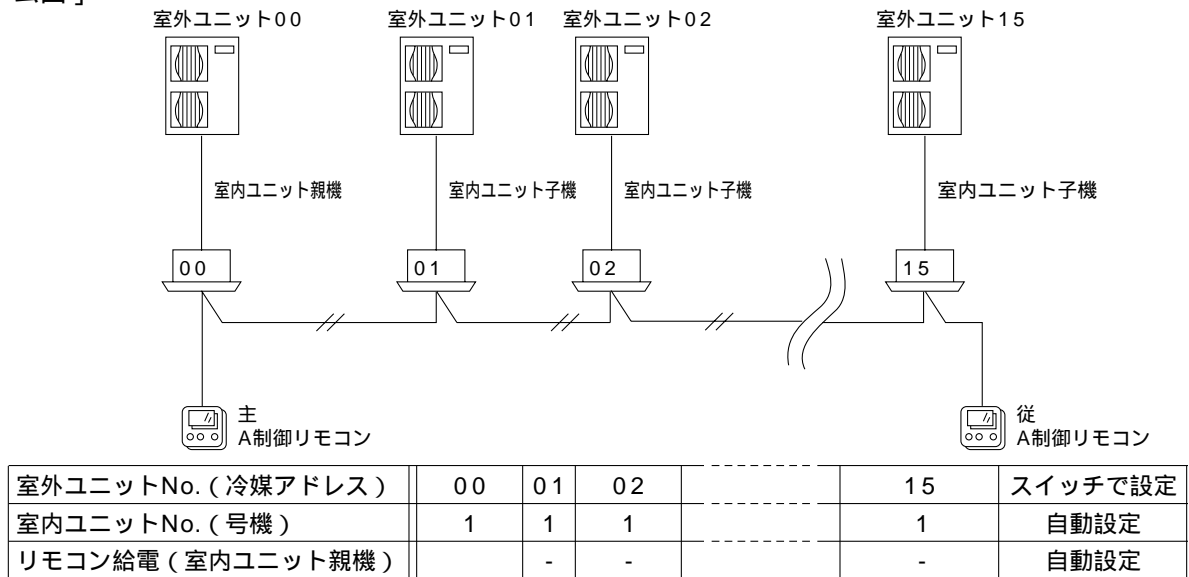 室外ユニット00 室外ユニット01 室外ユニット02 室外ユニット15
室内ユニット親機 室内ユニット子機 室内ユニット子機 室内ユニット子機
00 01 02 15
主
A制御リモコン
従
A制御リモコン
室外ユニットNo.(冷媒アドレス) 00 01 02 15 スイッチで設定
室内ユニットNo.(号機) 1 1 1 1 自動設定
リモコン給電(室内ユニット親機) - - - 自動設定